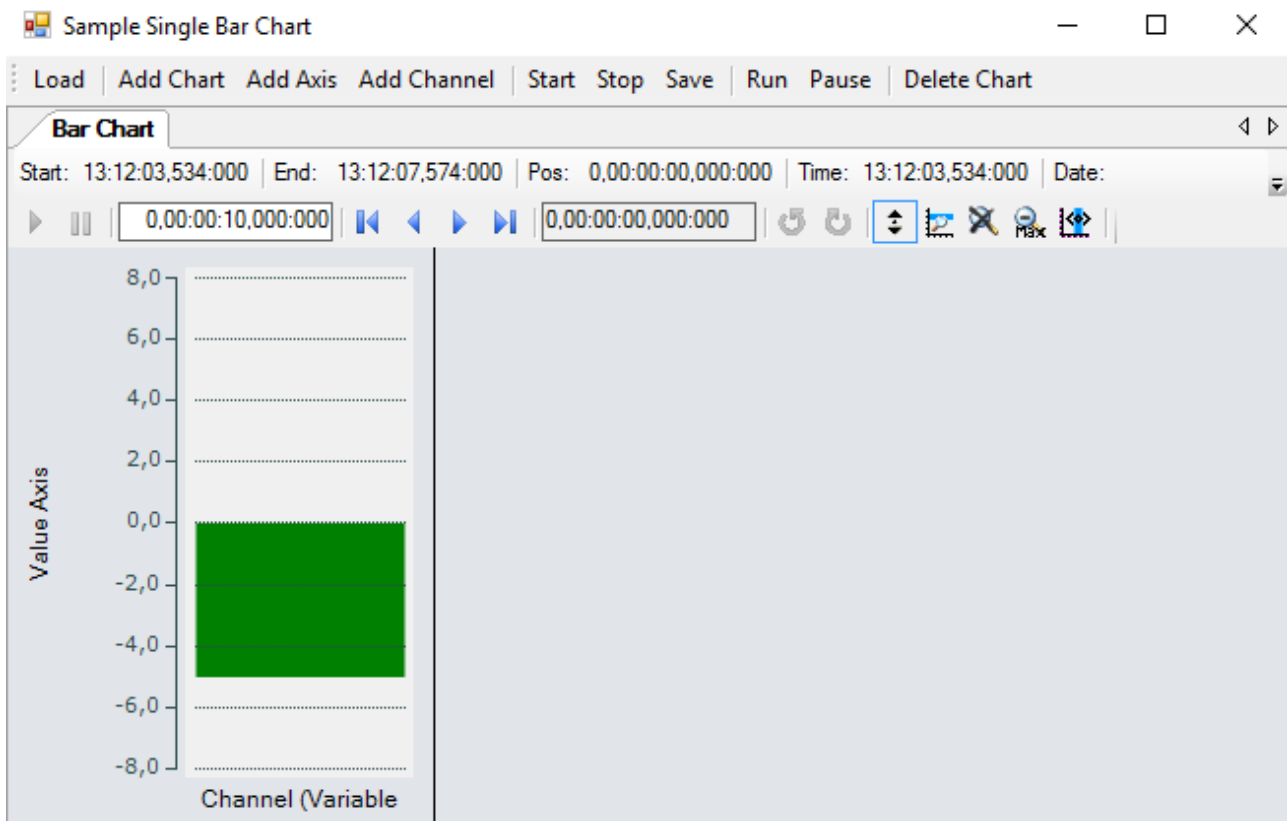 Sample Single Bar Chart
Load Add Chart Add Axis Add Channel Start Stop Save Run Pause Delete Chart
Bar Chart
Start: 13:12:03,534:000 End: 13:12:07,574:000 Pos: 0,00:00:00,000:000 Time: 13:12:03,534:000 Date:
0,00:00:10,000:000 0,00:00:00,000:000 Max
8,0
6,0
4,0
2,0
0,0
-2,0
-4,0
-6,0
-8,0
Value Axis
Channel (Variable